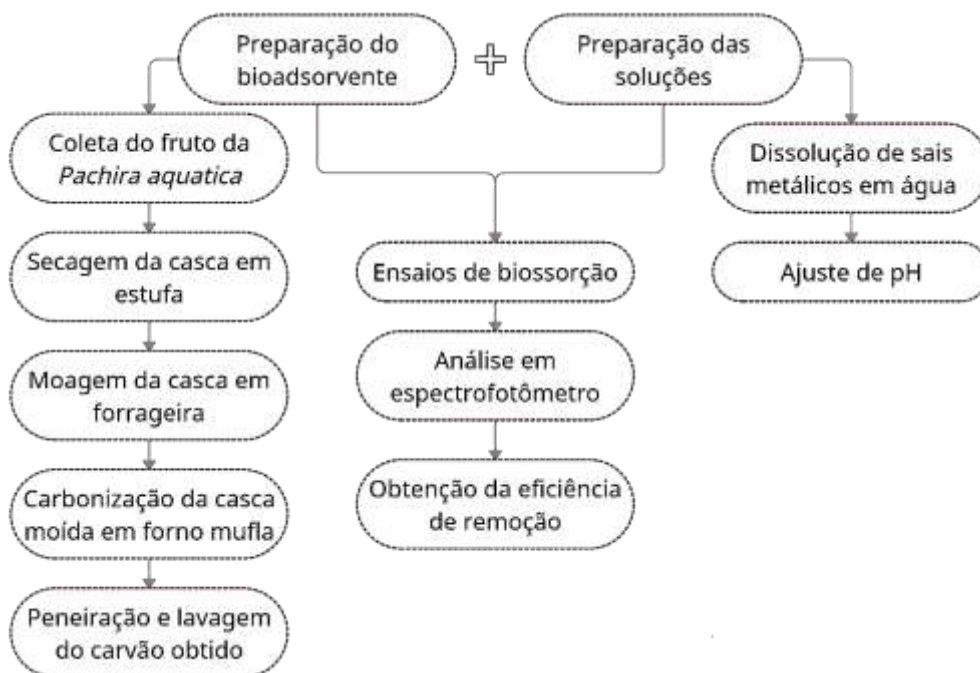 Preparação do
bioadsorvente
Preparação das
soluções
Coleta do fruto da
Pachira aquatica
Secagem da casca em
estufa
Moagem da casca em
forrageira
Carbonização da casca
moída em forno mufla
Peneiração e lavagem
do carvão obtido
Ensaios de biossorção
Análise em
espectrofotômetro
Obtenção da eficiência
de remoção
Dissolução de sais
metálicos em água
Ajuste de pH